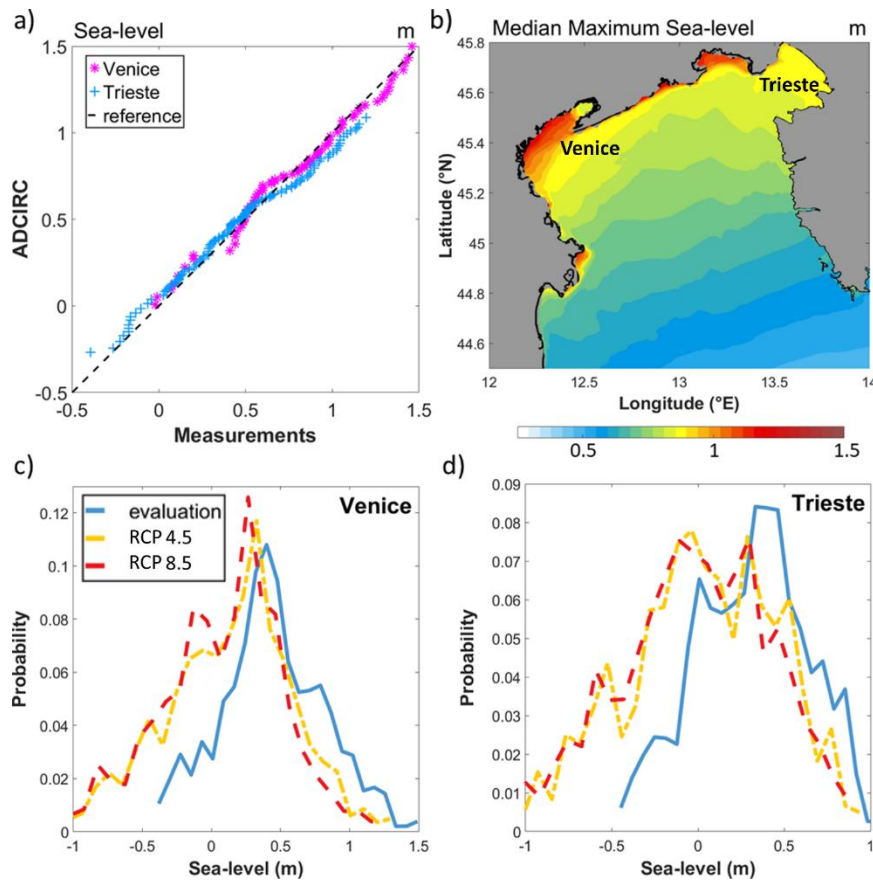 a) Sea-level m
1.5
1
0.5
0
-0.5
ADCIRC
Venice
Trieste
reference
-0.5 0 0.5 1 1.5
Measurements
b) Median Maximum Sea-level m
45.8
45.6
45.4
45.2
45
44.8
44.6
Latitude (°N)
Trieste
Venice
12 12.5 13 13.5 14
Longitude (°E)
0.5 1 1.5
c)
0.12
0.1
0.08
0.06
0.04
0.02
0
Probability
evaluation
RCP 4.5
RCP 8.5
Venice
-1 -0.5 0 0.5 1 1.5
Sea-level (m)
d)
0.09
0.08
0.07
0.06
0.05
0.04
0.03
0.02
0.01
0
Probability
Trieste
-1 -0.5 0 0.5 1
Sea-level (m)